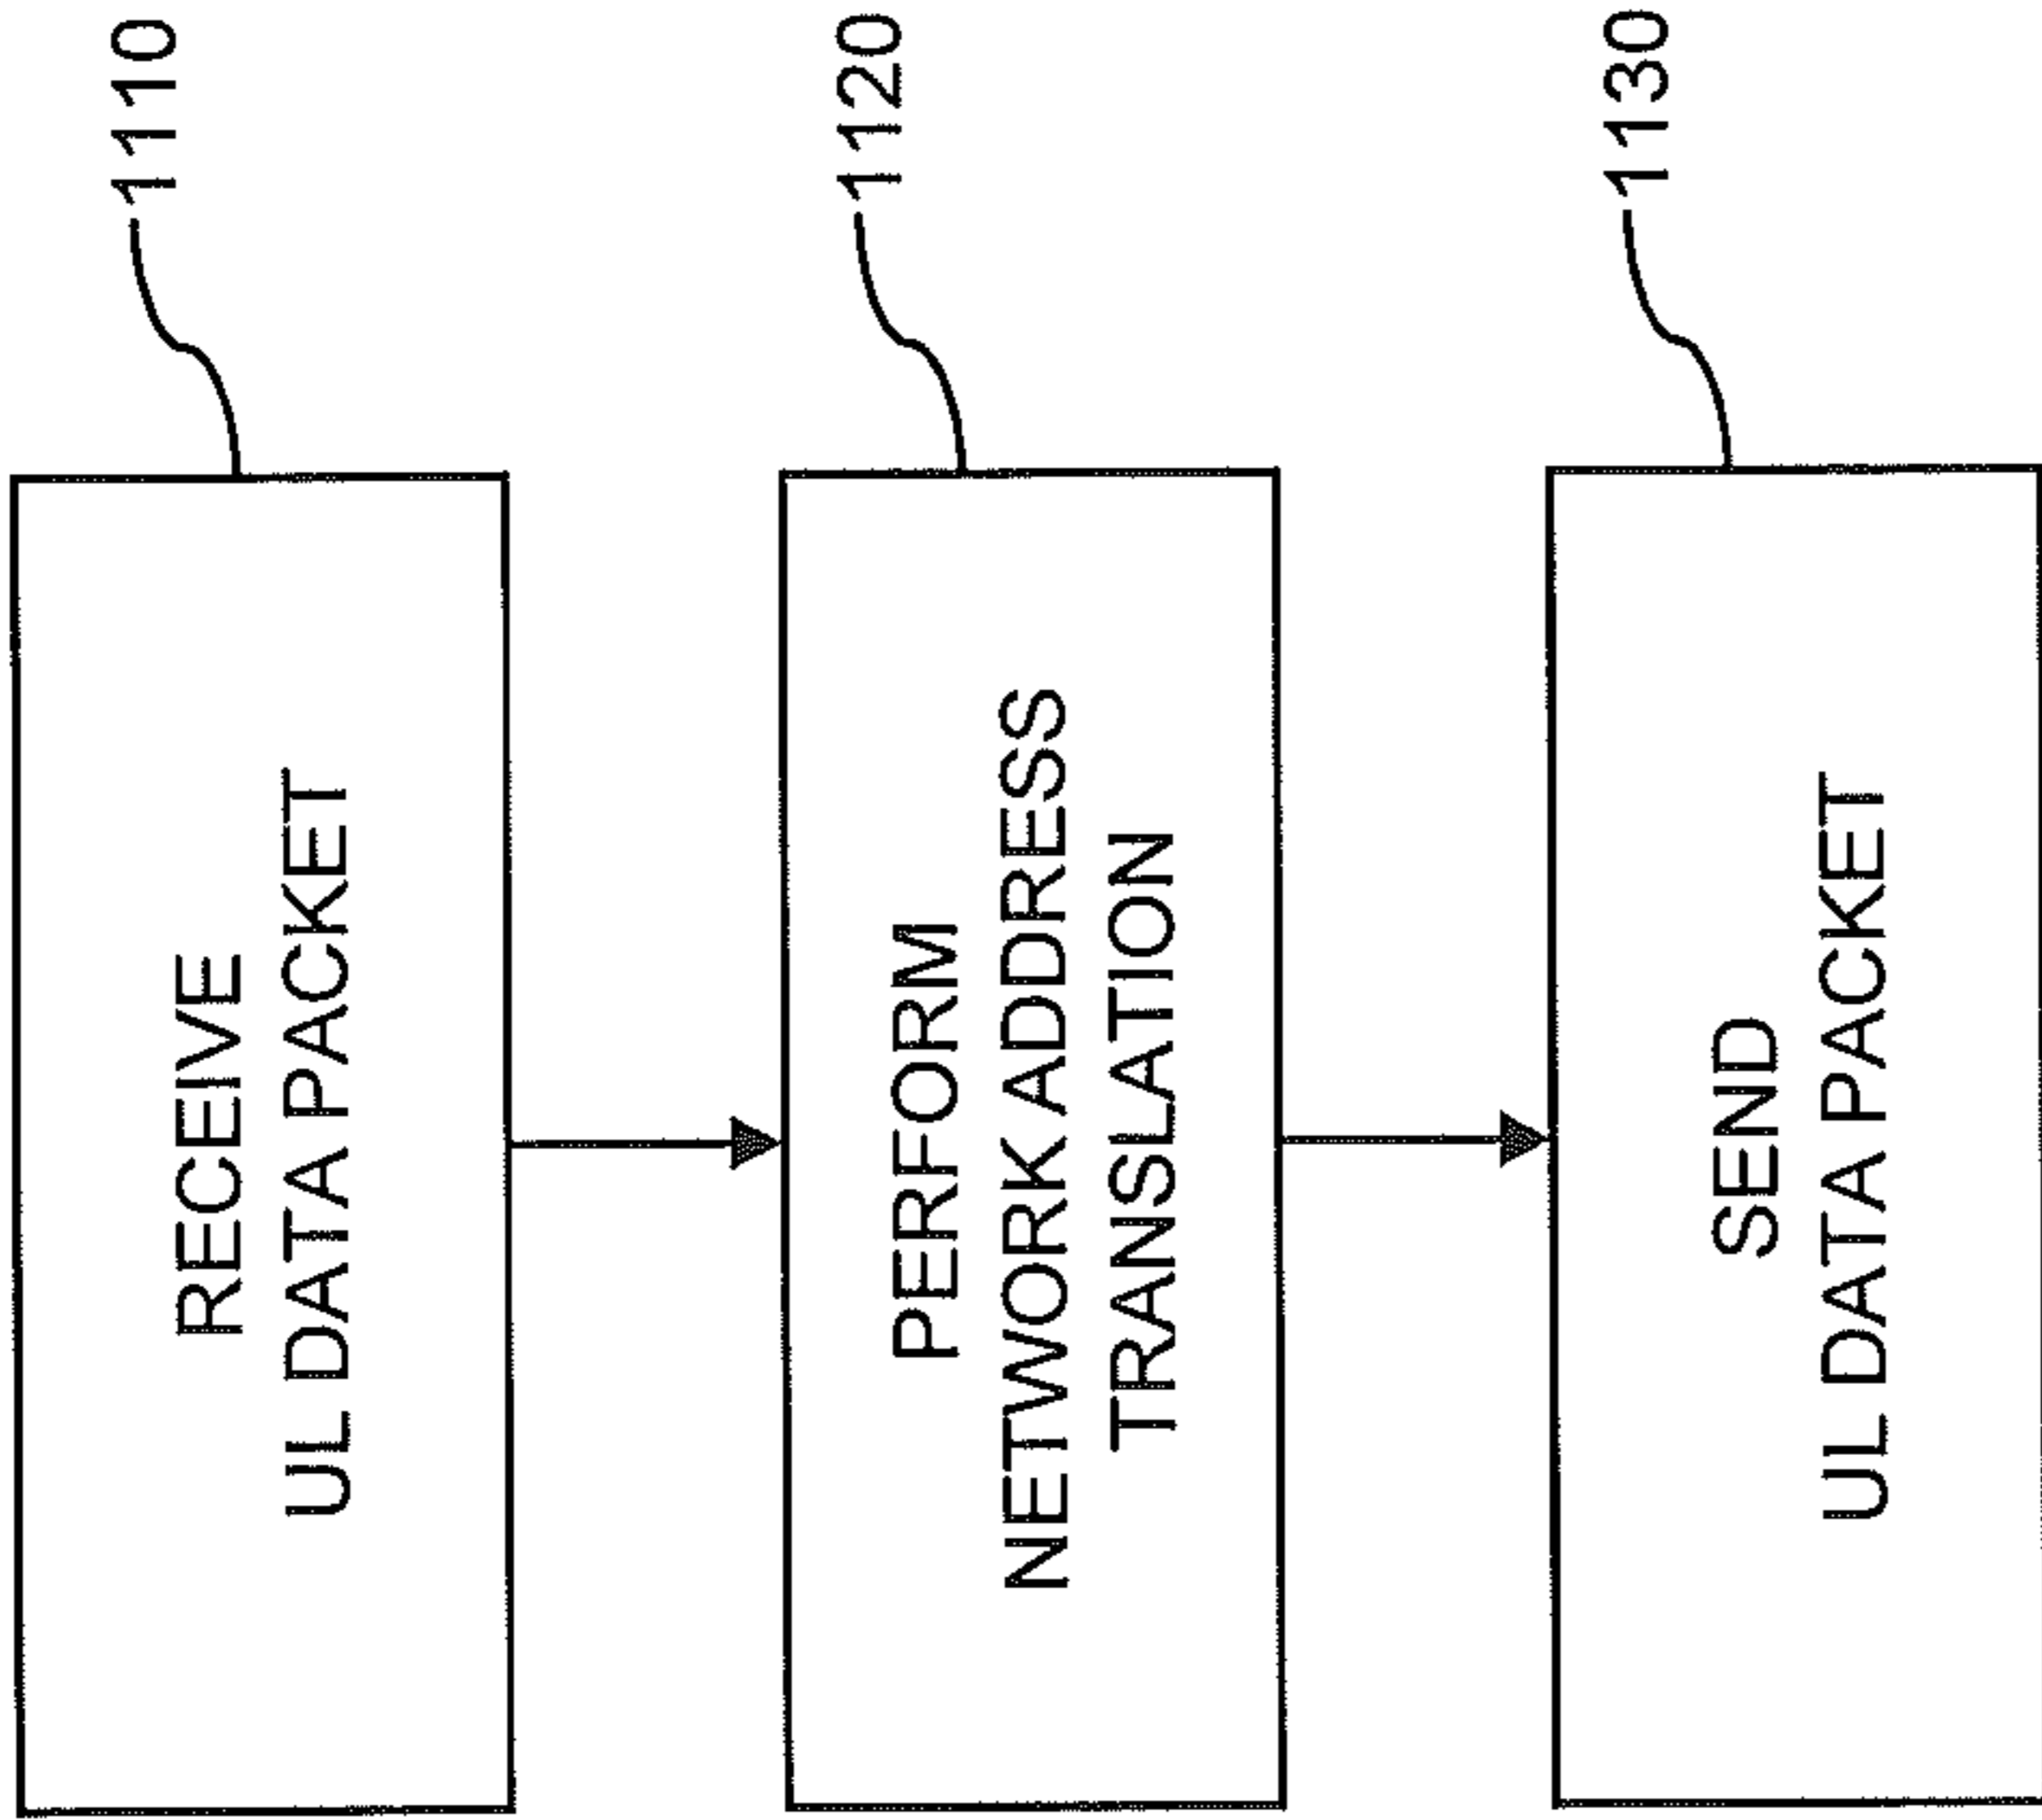 RECEIVE
UL DATA PACKET
1110
PERFORM
NETWORK ADDRESS
TRANSLATION
1120
SEND
UL DATA PACKET
1130